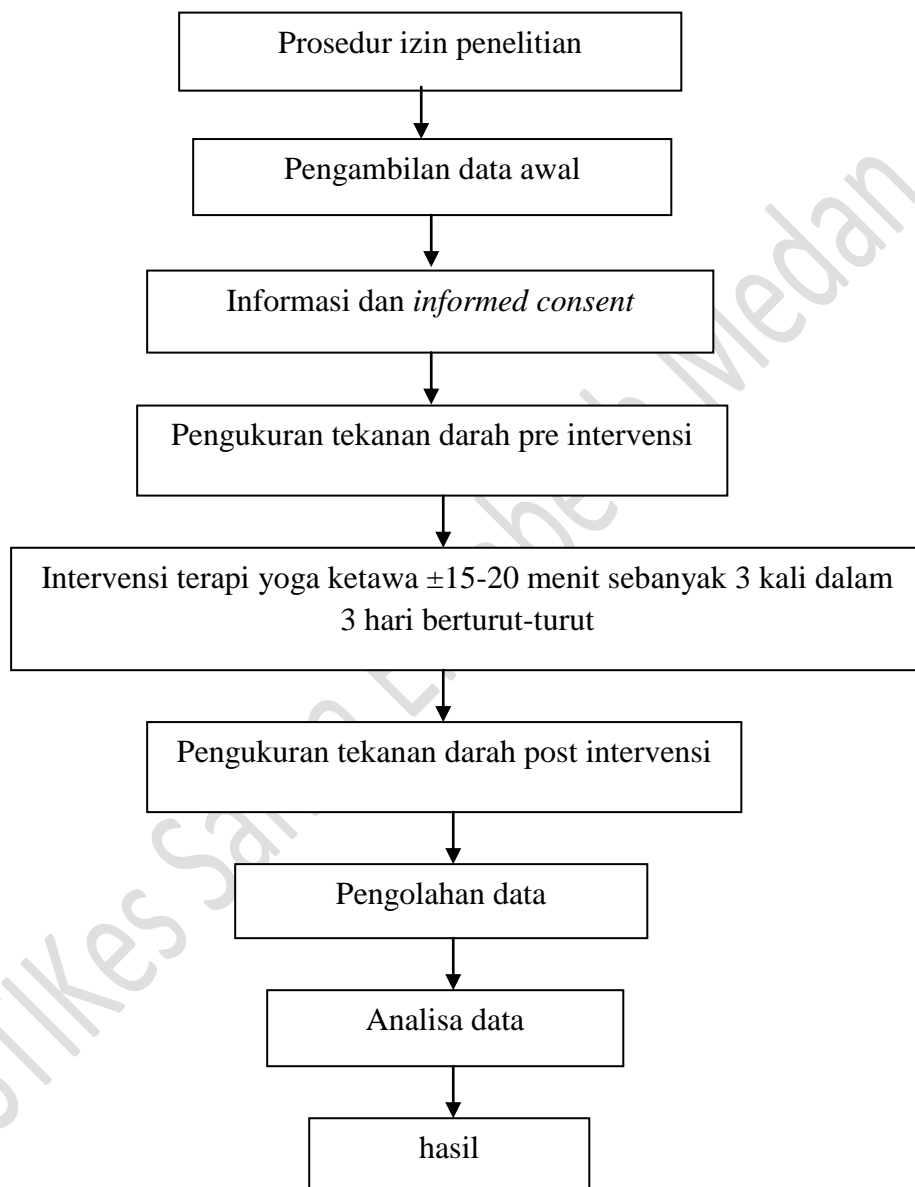 Prosedur izin penelitian
Pengambilan data awal
Informasi dan informed consent
Pengukuran tekanan darah pre intervensi
Intervensi terapi yoga ketawa ±15-20 menit sebanyak 3 kali dalam
3 hari berturut-turut
Pengukuran tekanan darah post intervensi
Pengolahan data
Analisa data
hasil
Medan